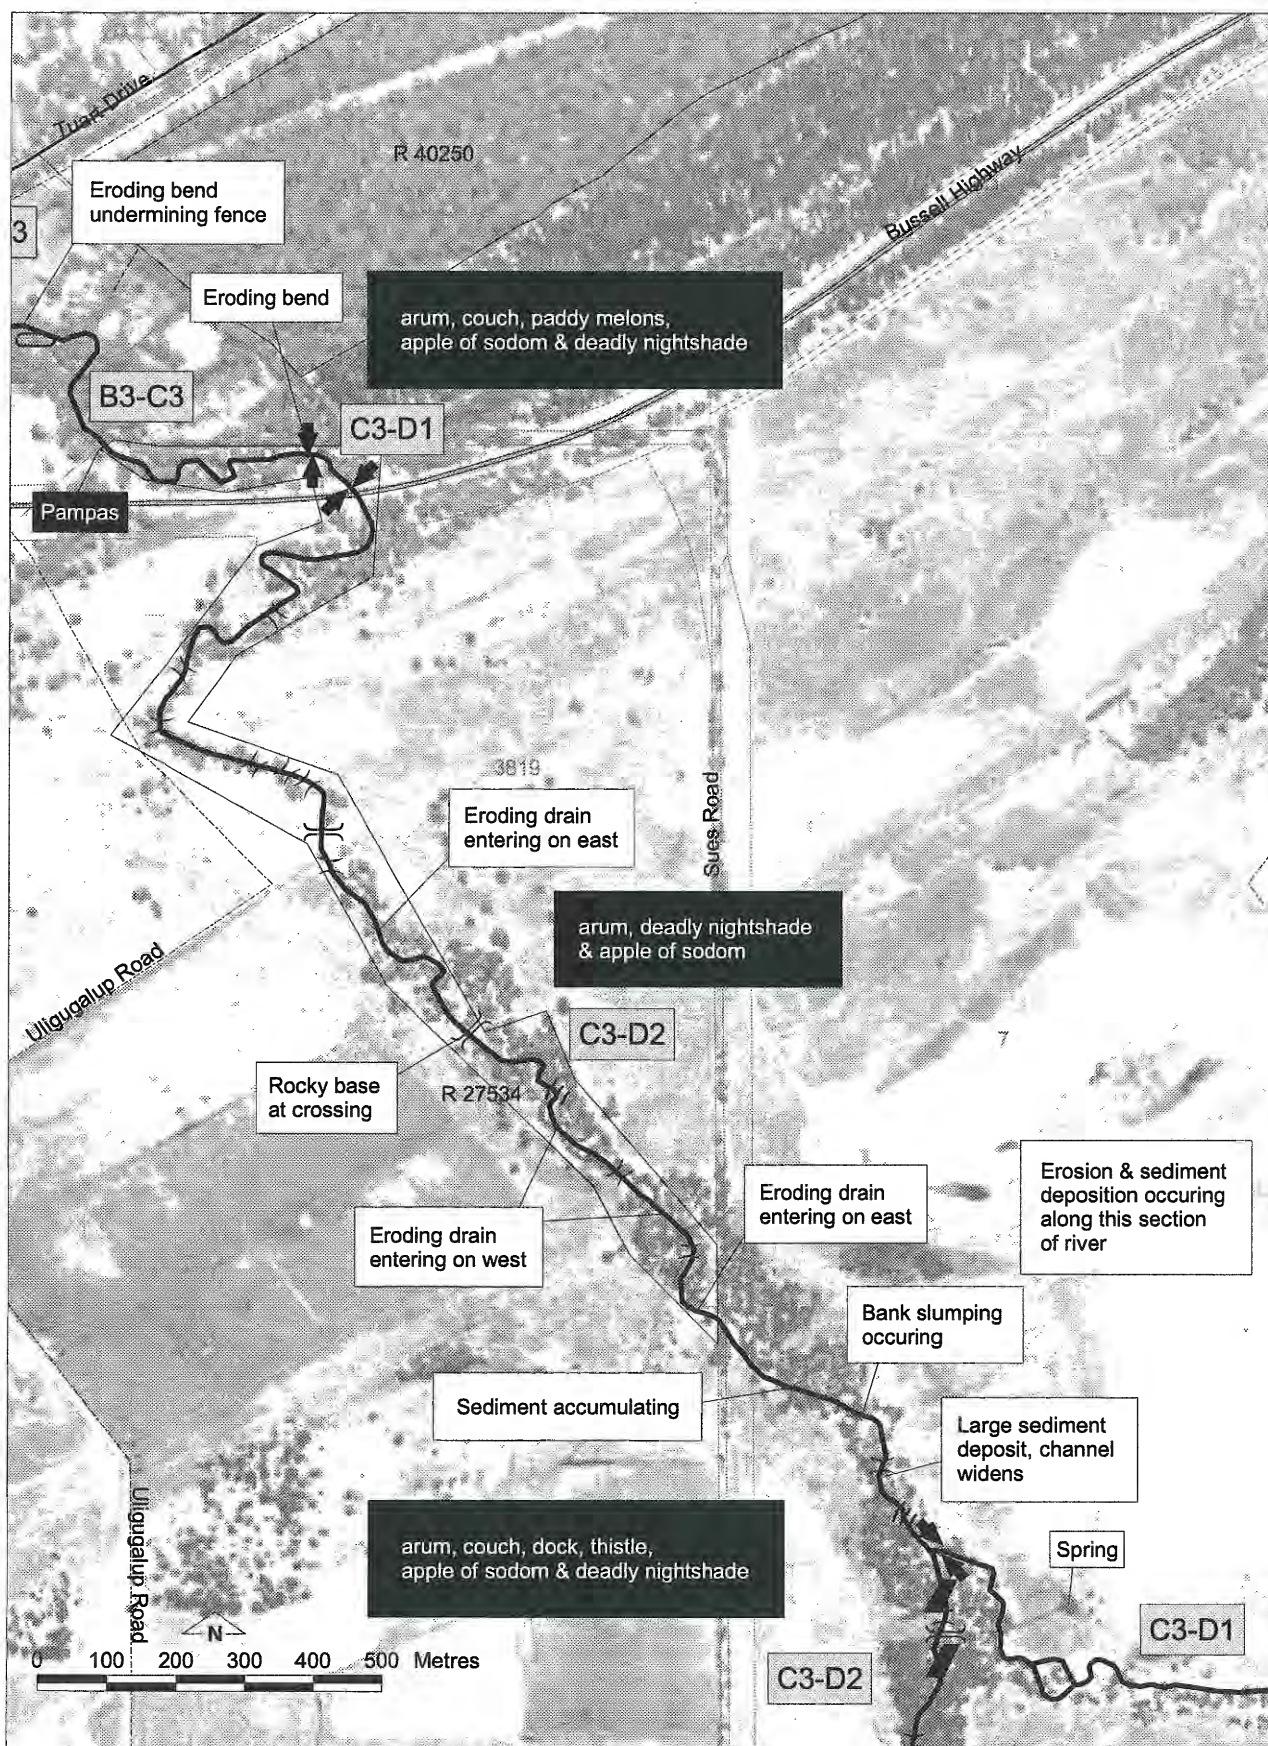 Tuart Drive
R 40250
Bussell Highway
Eroding bend
undermining fence
3
Eroding bend
arum, couch, paddy melons,
apple of sodom & deadly nightshade
B3-C3
C3-D1
Pampas
3819
Sues Road
Eroding drain
entering on east
arum, deadly nightshade
& apple of sodom
Uligugalup Road
C3-D2
7
Rocky base
at crossing
R 27534
Erosion & sediment
deposition occuring
along this section
of river
Eroding drain
entering on east
Eroding drain
entering on west
Bank slumping
occuring
Sediment accumulating
Large sediment
deposit, channel
widens
Uligugalup Road
arum, couch, dock, thistle,
apple of sodom & deadly nightshade
Spring
N
C3-D1
0 100 200 300 400 500 Metres
C3-D2